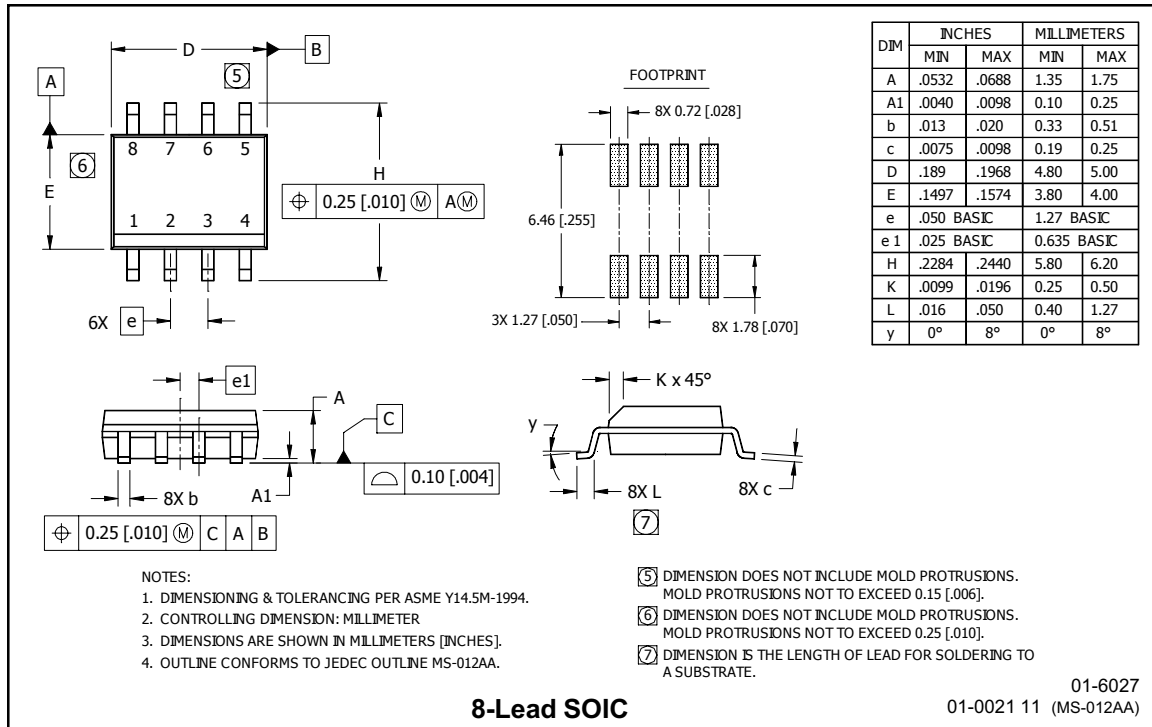 D
B
5
A
8 7 6 5
6
E
H
⌖ 0.25 [.010] Ⓜ A Ⓜ
1 2 3 4
6X e
FOOTPRINT
8X 0.72 [.028]
6.46 [.255]
3X 1.27 [.050]
8X 1.78 [.070]
DIM INCHES MILLIMETERS
MIN MAX MIN MAX
A .0532 .0688 1.35 1.75
A1 .0040 .0098 0.10 0.25
b .013 .020 0.33 0.51
c .0075 .0098 0.19 0.25
D .189 .1968 4.80 5.00
E .1497 .1574 3.80 4.00
e .050 BASIC 1.27 BASIC
e 1 .025 BASIC 0.635 BASIC
H .2284 .2440 5.80 6.20
K .0099 .0196 0.25 0.50
L .016 .050 0.40 1.27
y 0° 8° 0° 8°
e1
A
C
⌓ 0.10 [.004]
8X b
A1
⌖ 0.25 [.010] Ⓜ C A B
K x 45°
y
8X L
7
8X c
NOTES:
1. DIMENSIONING & TOLERANCING PER ASME Y14.5M-1994.
2. CONTROLLING DIMENSION: MILLIMETER
3. DIMENSIONS ARE SHOWN IN MILLIMETERS [INCHES].
4. OUTLINE CONFORMS TO JEDEC OUTLINE MS-012AA.
5 DIMENSION DOES NOT INCLUDE MOLD PROTRUSIONS.
MOLD PROTRUSIONS NOT TO EXCEED 0.15 [.006].
6 DIMENSION DOES NOT INCLUDE MOLD PROTRUSIONS.
MOLD PROTRUSIONS NOT TO EXCEED 0.25 [.010].
7 DIMENSION IS THE LENGTH OF LEAD FOR SOLDERING TO
A SUBSTRATE.
8-Lead SOIC
01-6027
01-0021 11 (MS-012AA)